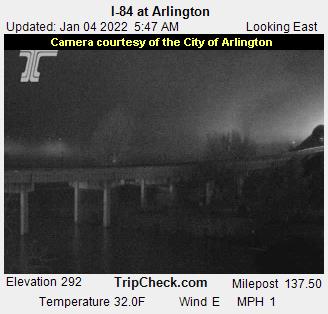 I-84 at Arlington
Updated: Jan 04 2022 5:47 AM Looking East
Camera courtesy of the City of Arlington
Elevation 292 TripCheck.com Milepost 137.50
Temperature 32.0F Wind E MPH 1